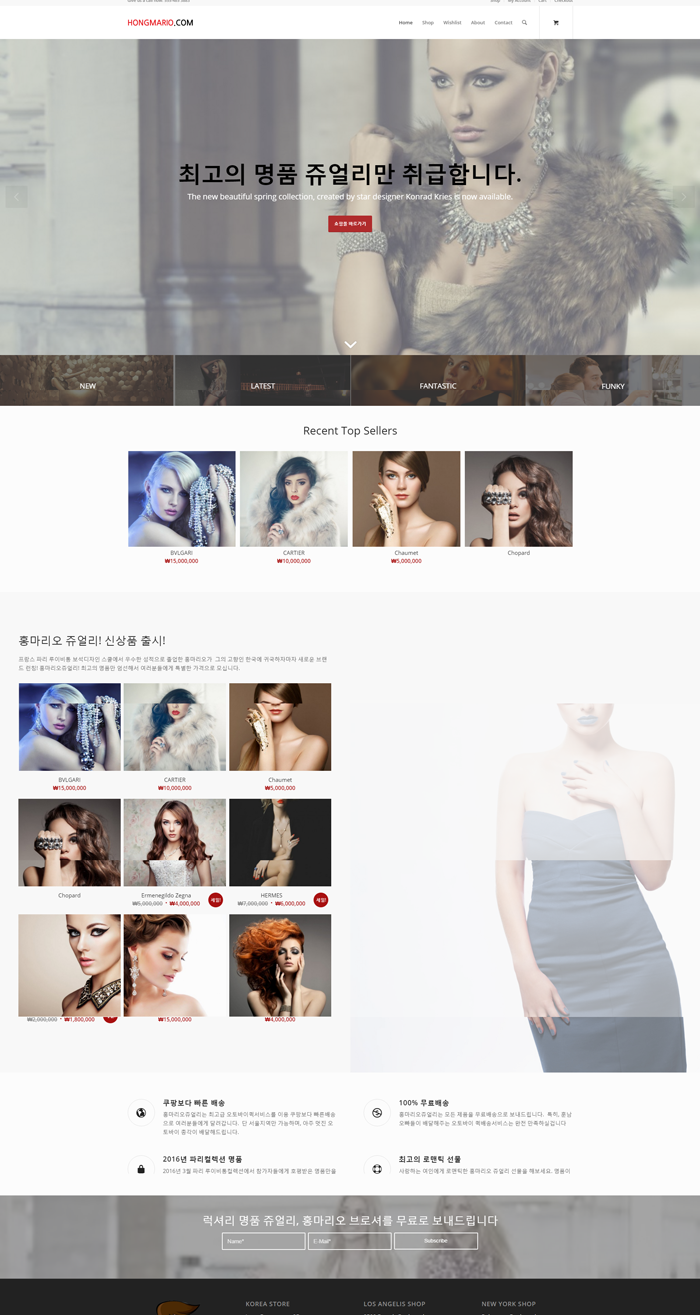 Shop
My Account
Cart
Checkout
HONGMARIO.COM
Home
Shop
Wishlist
About
Contact
최고의 명품 쥬얼리만 취급합니다.
The new beautiful spring collection, created by star designer Konrad Kries is now available.
쇼핑몰 바로가기
NEW
LATEST
FANTASTIC
FUNKY
Recent Top Sellers
BVLGARI
₩15,000,000
CARTIER
₩10,000,000
Chaumet
₩5,000,000
Chopard
홍마리오 쥬얼리! 신상품 출시!
프랑스 파리 루이비통 보석디자인 스쿨에서 우수한 성적으로 졸업한 홍마리오가 그의 고향인 한국에 귀국하자마자 새로운 브랜
드 런칭! 홍마리오쥬얼리! 최고의 명품만 엄선해서 여러분들에게 특별한 가격으로 모십니다.
BVLGARI
₩15,000,000
CARTIER
₩10,000,000
Chaumet
₩5,000,000
Chopard
Ermenegildo Zegna
₩5,000,000 ₩4,000,000
세일!
HERMES
₩7,000,000 ₩6,000,000
세일!
₩2,000,000 ₩1,800,000
₩15,000,000
₩4,000,000
쿠팡보다 빠른 배송
홍마리오쥬얼리는 최고급 오토바이퀵서비스를 이용 쿠팡보다 빠른배송
으로 여러분들에게 달려갑니다. 단 서울지역만 가능하며, 아주 멋진 오
토바이 총각이 배달해드립니다.
100% 무료배송
홍마리오쥬얼리는 모든 제품을 무료배송으로 보내드립니다. 특히, 훈남
오빠들이 배달해주는 오토바이 퀵배송서비스는 완전 만족하실겁니다
2016년 파리컬렉션 명품
2016년 3월 파리 루이비통컬렉션에서 참가자들에게 호평받은 명품만을
최고의 로맨틱 선물
사랑하는 여인에게 로맨틱한 홍마리오 쥬얼리 선물을 해보세요. 명품이
럭셔리 명품 쥬얼리, 홍마리오 브로셔를 무료로 보내드립니다
Name*
E-Mail*
Subscribe
KOREA STORE
LOS ANGELIS SHOP
NEW YORK SHOP